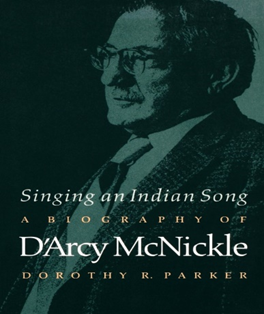 Singing an Indian Song
A BIOGRAPHY OF
D'Arcy McNickle
DOROTHY R. PARKER